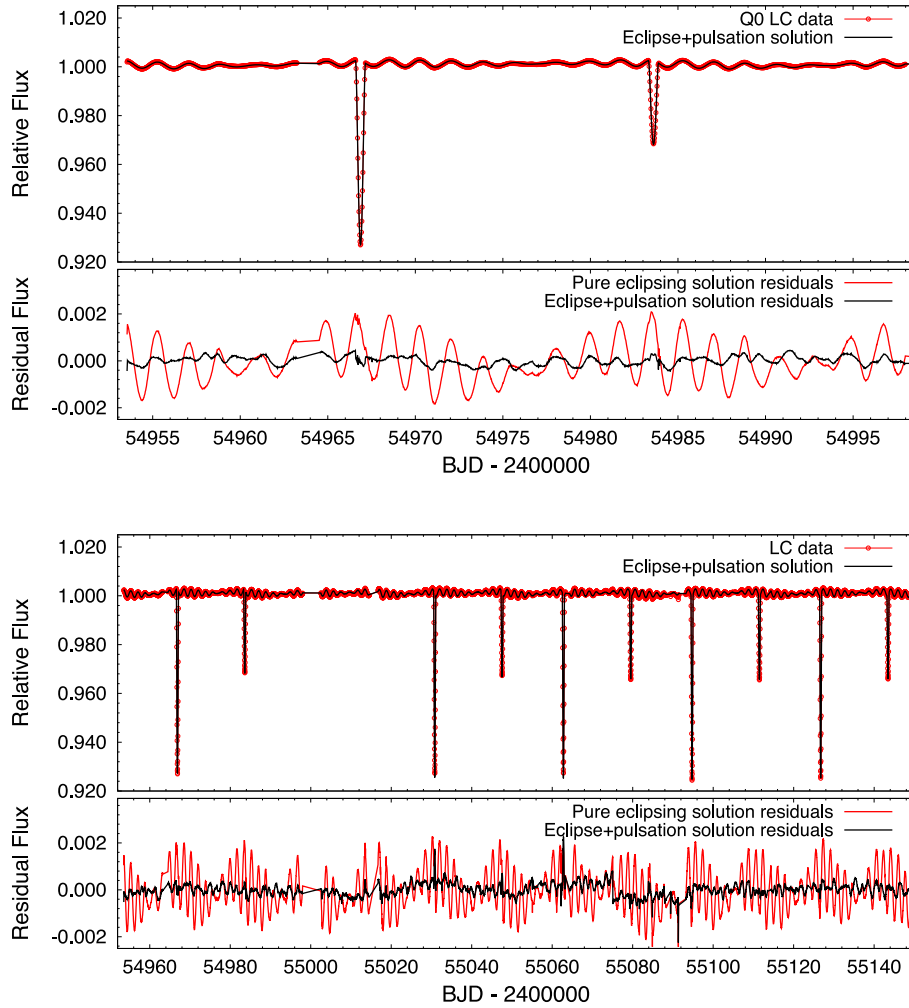 Relative Flux
1.020
1.000
0.980
0.960
0.940
0.920
Q0 LC data
Eclipse+pulsation solution
Residual Flux
0.002
0.000
-0.002
Pure eclipsing solution residuals
Eclipse+pulsation solution residuals
54955 54960 54965 54970 54975 54980 54985 54990 54995
BJD - 2400000
Relative Flux
1.020
1.000
0.980
0.960
0.940
0.920
LC data
Eclipse+pulsation solution
Residual Flux
0.002
0.000
-0.002
Pure eclipsing solution residuals
Eclipse+pulsation solution residuals
54960 54980 55000 55020 55040 55060 55080 55100 55120 55140
BJD - 2400000